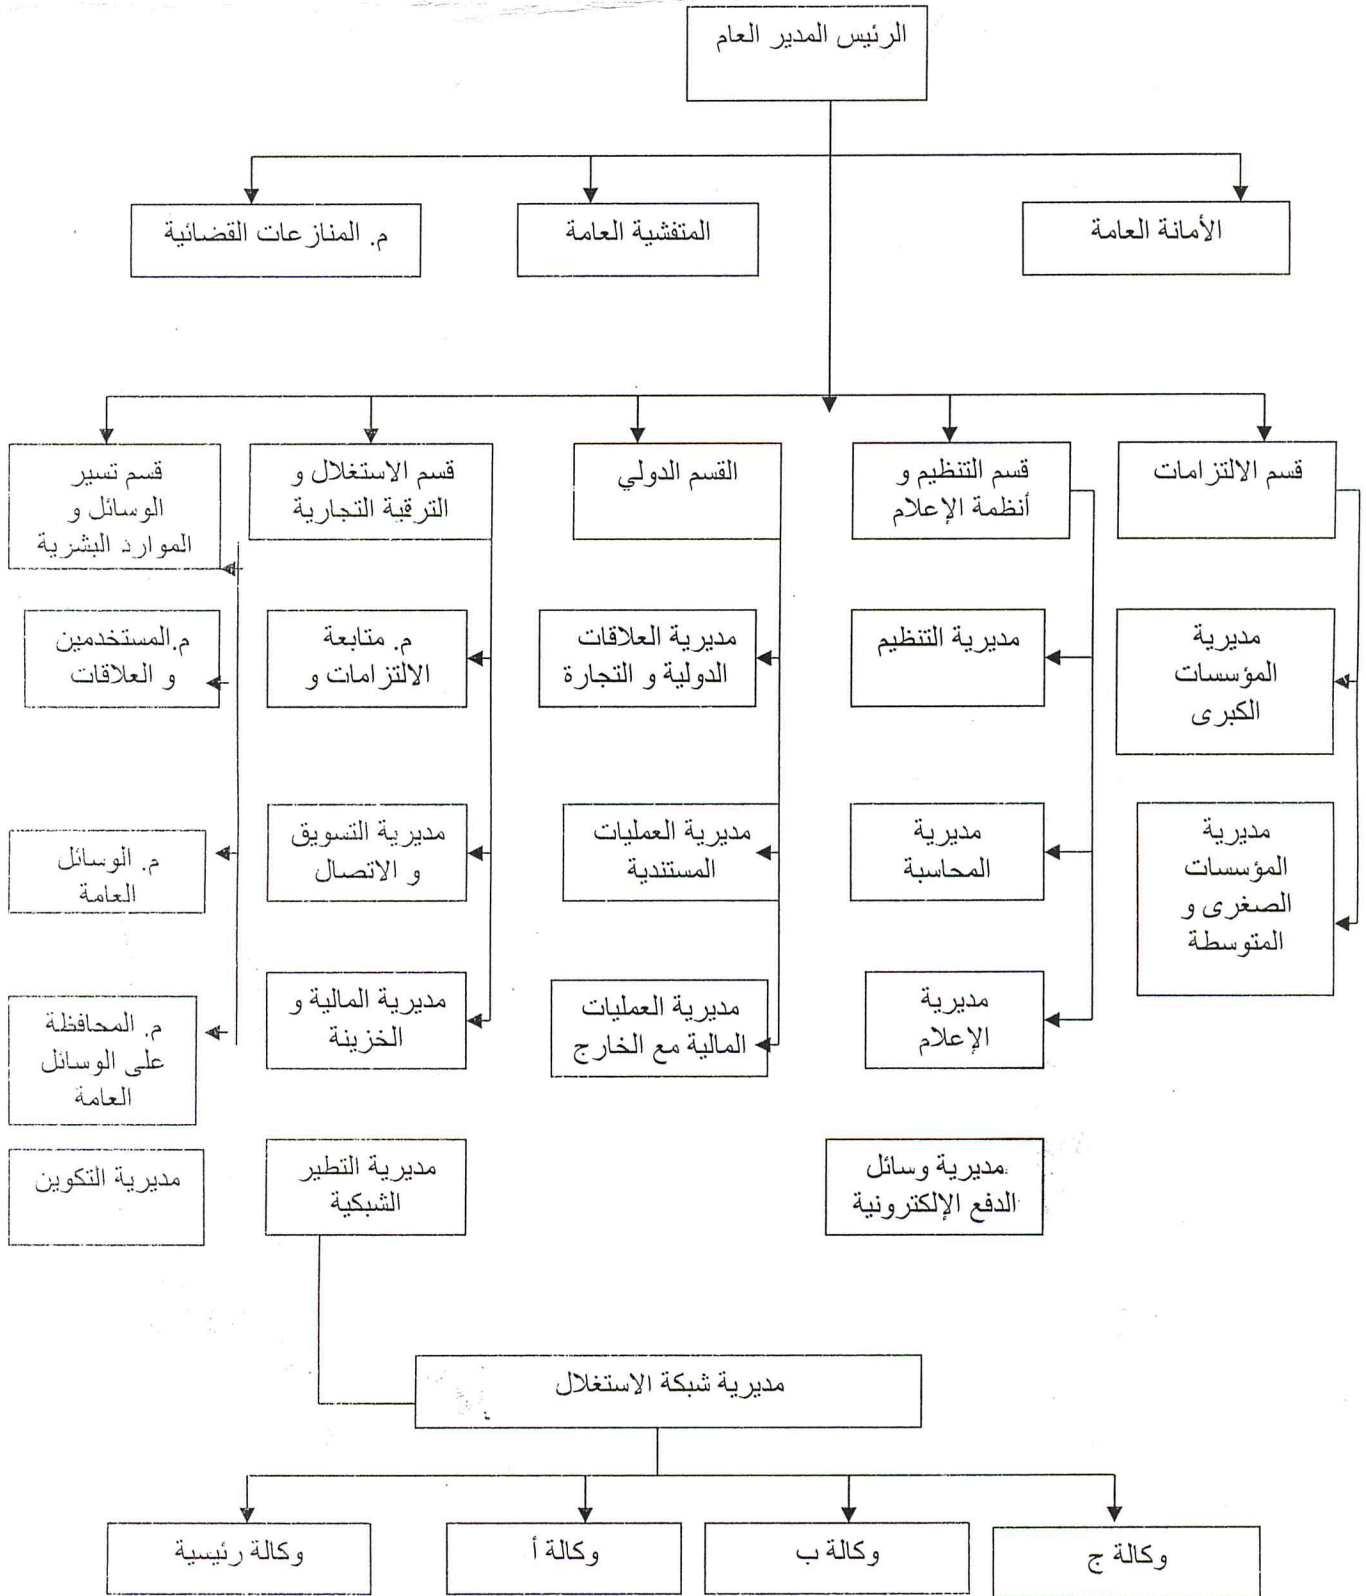 الرئيس المدير العام
الأمانة العامة
المتفشية العامة
م. المنازعات القضائية
قسم الالتزامات
قسم التنظيم و
أنظمة الإعلام
القسم الدولي
قسم الاستغلال و
الترقبة التجارية
قسم تسير
الوسائل و
الموارد البشرية
مديرية
المؤسسات
الكبرى
مديرية التنظيم
مديرية العلاقات
الدولية و التجارة
م. متابعة
الالتزامات و
م.المستخدمين
و العلاقات
مديرية
المؤسسات
الصغرى و
المتوسطة
مديرية
المحاسبة
مديرية العمليات
المستندية
مديرية التسويق
و الاتصال
م. الوسائل
العامة
مديرية
الإعلام
مديرية العمليات
المالية مع الخارج
مديرية المالية و
الخزينة
م. المحافظة
على الوسائل
العامة
مديرية وسائل
الدفع الإلكترونية
مديرية التطير
الشبكية
مديرية التكوين
مديرية شبكة الاستغلال
وكالة ج
وكالة ب
وكالة أ
وكالة رئيسية